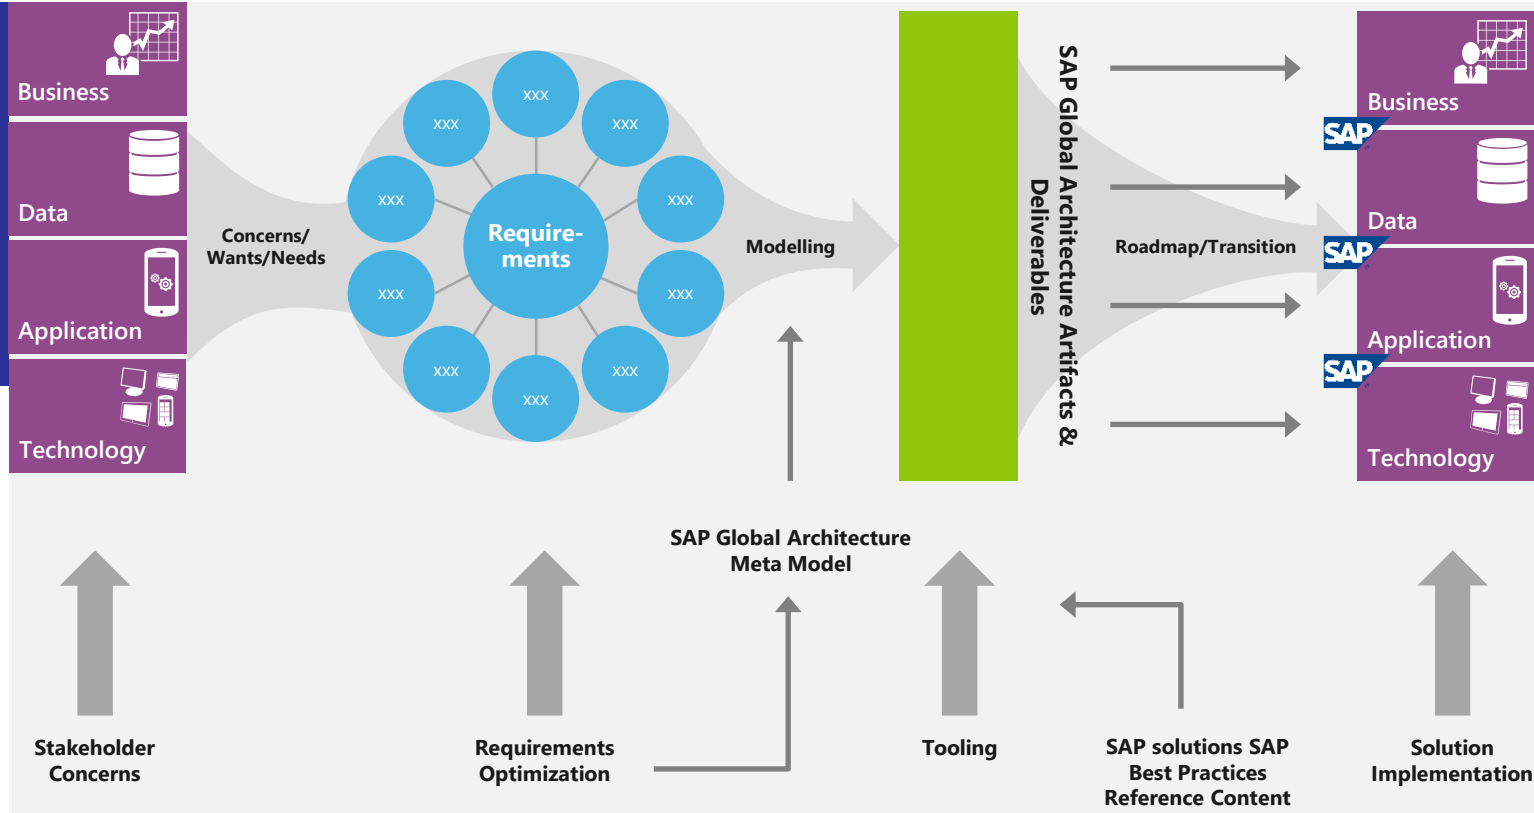 Business
Data
Application
Technology
Concerns/
Wants/Needs
xxx
xxx
xxx
xxx
xxx
xxx
xxx
xxx
xxx
xxx
Require-
ments
Modelling
SAP Global Architecture Artifacts &
Deliverables
Roadmap/Transition
Business
SAP
Data
SAP
Application
SAP
Technology
SAP Global Architecture
Meta Model
Stakeholder
Concerns
Requirements
Optimization
Tooling
SAP solutions SAP
Best Practices
Reference Content
Solution
Implementation